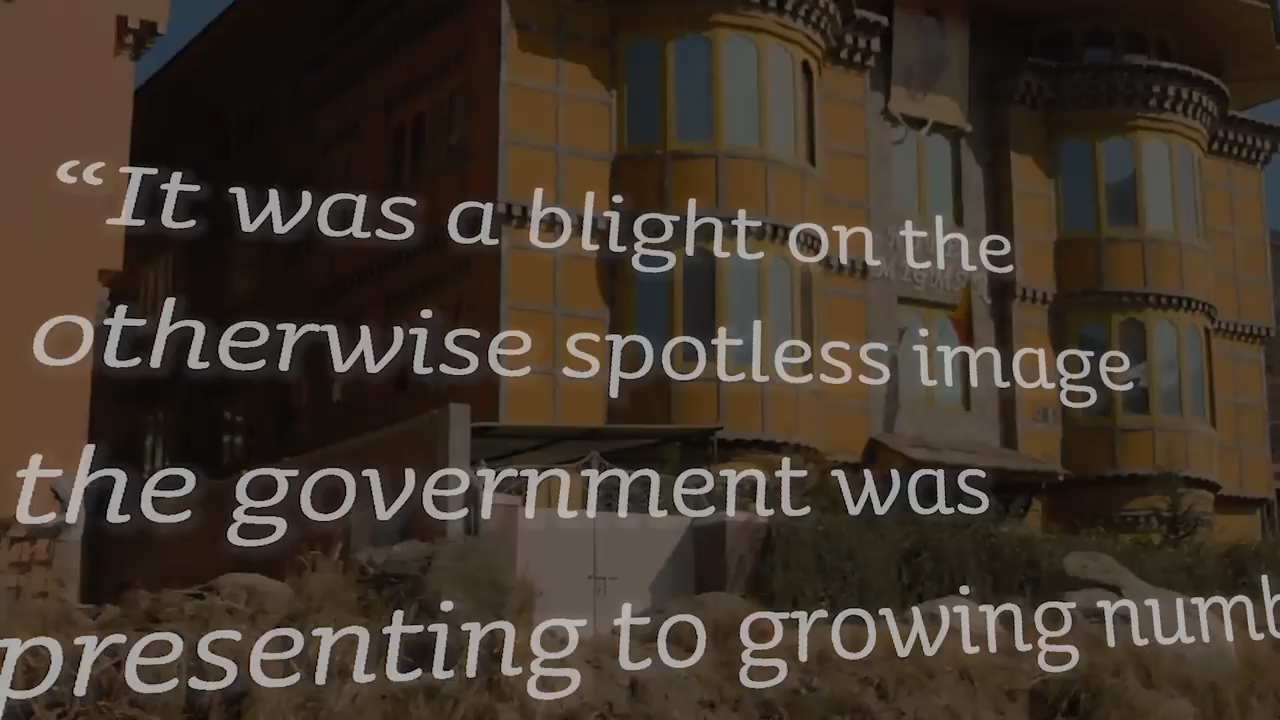 “It was a blight on the
otherwise spotless image
the government was
presenting to growing numb